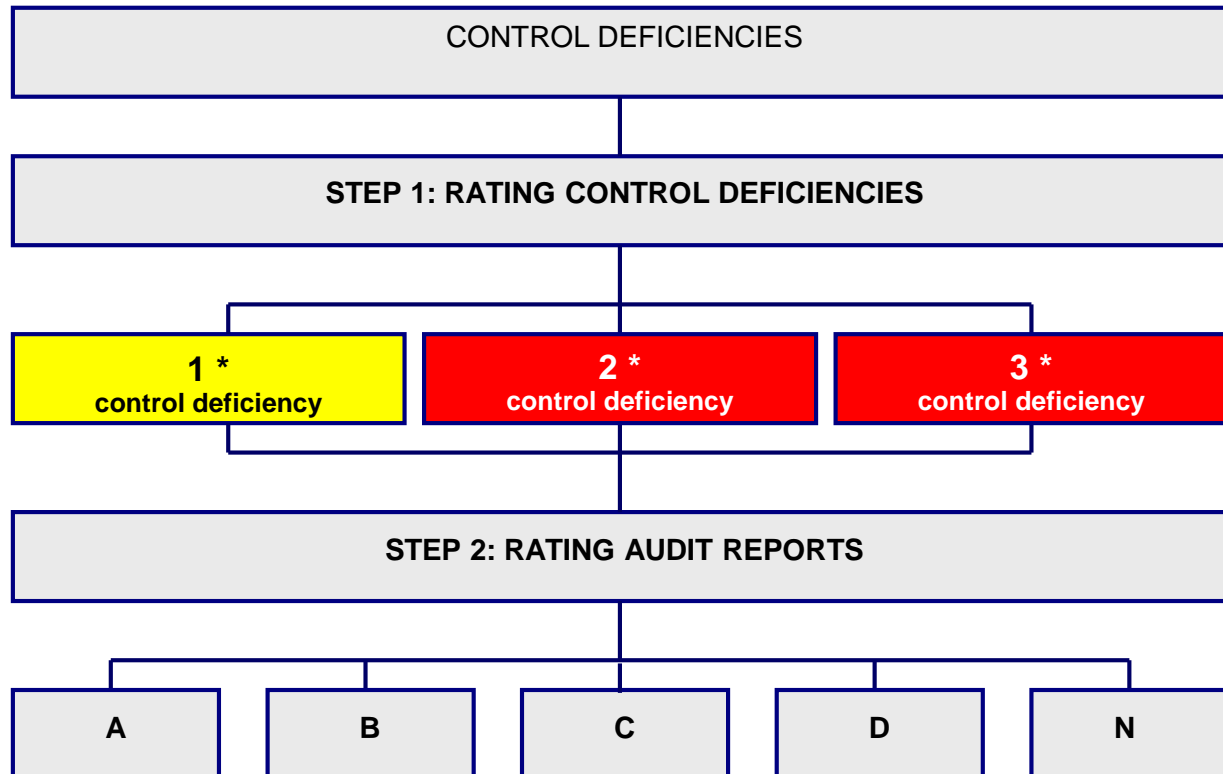 CONTROL DEFICIENCIES
STEP 1: RATING CONTROL DEFICIENCIES
1 *
control deficiency
2 *
control deficiency
3 *
control deficiency
STEP 2: RATING AUDIT REPORTS
A
B
C
D
N